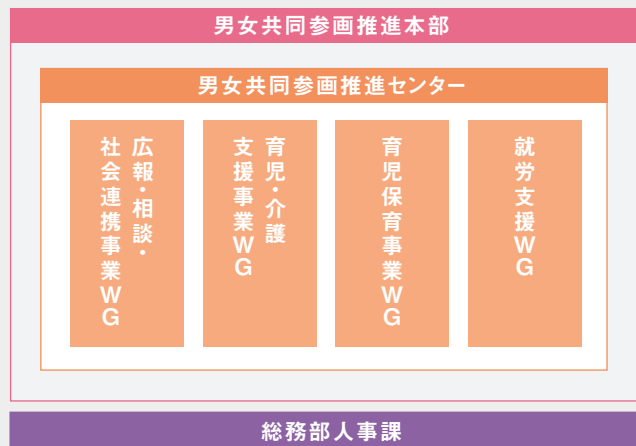 男女共同参画推進本部
男女共同参画推進センター
広報・相談・
社会連携事業WG
育児・介護
支援事業WG
育児保育事業WG
就労支援WG
総務部人事課